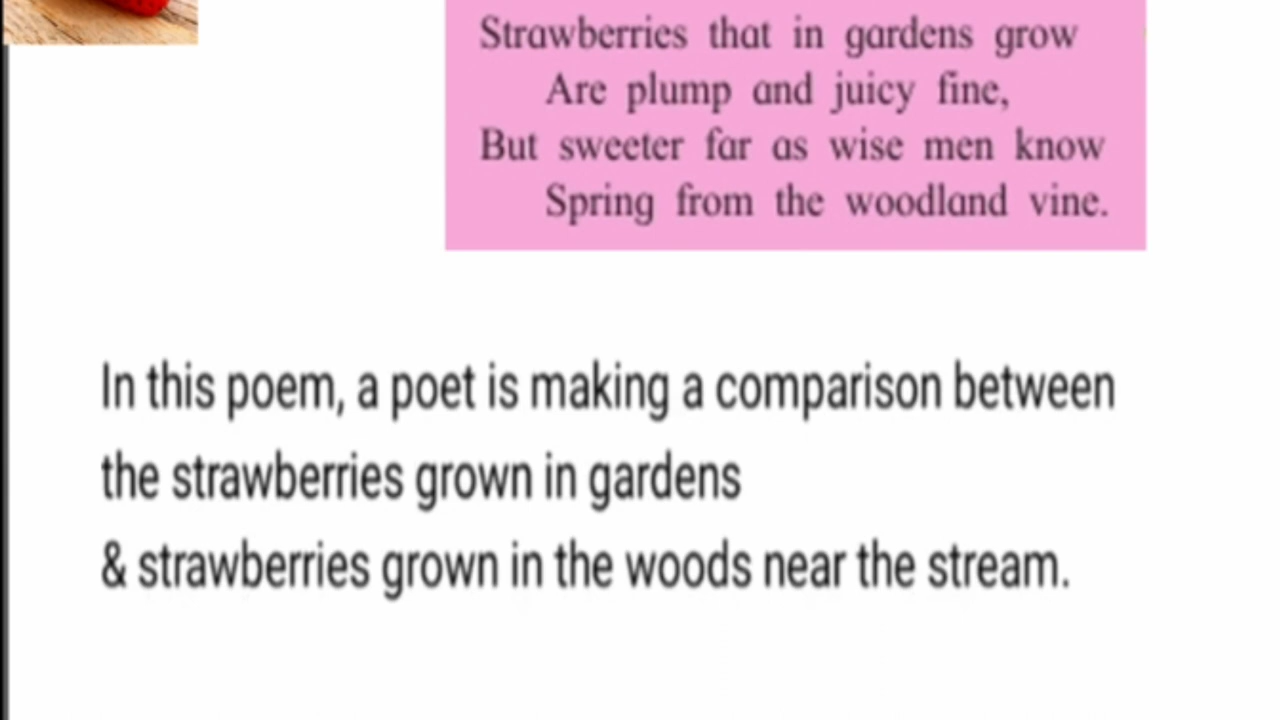 Strawberries that in gardens grow
Are plump and juicy fine,
But sweeter far as wise men know
Spring from the woodland vine.
In this poem, a poet is making a comparison between
the strawberries grown in gardens
& strawberries grown in the woods near the stream.